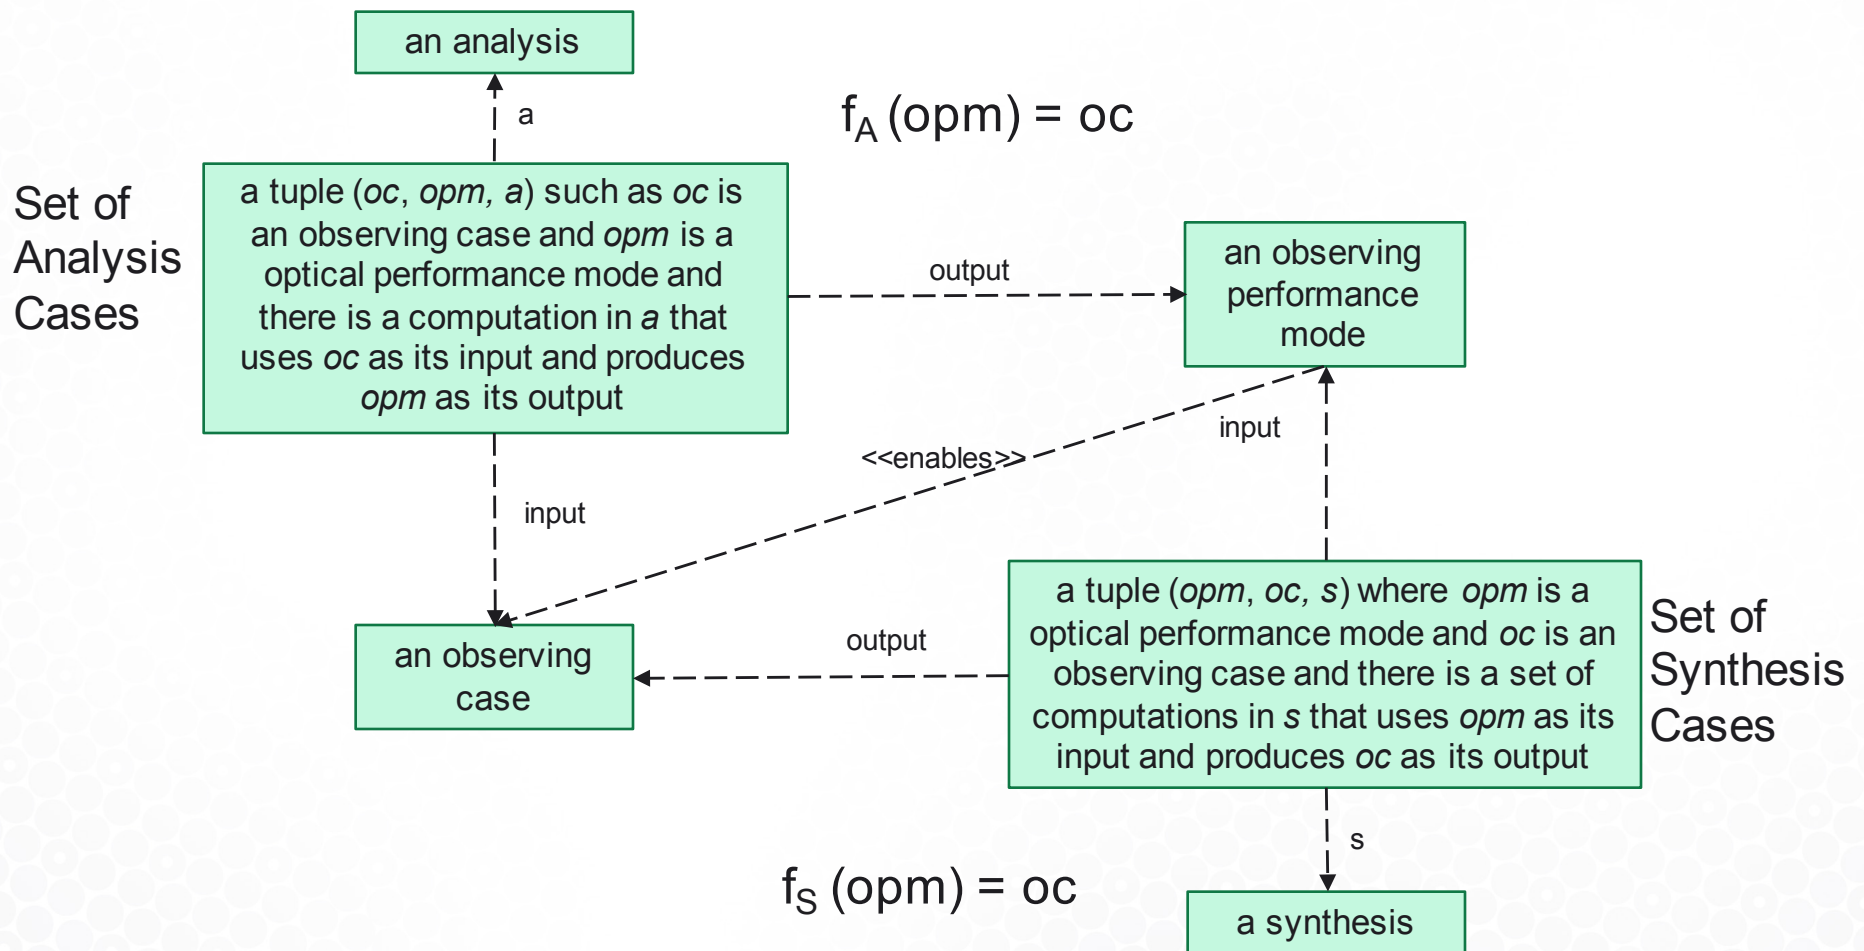 an analysis
a
f_A (opm) = oc
Set of
Analysis
Cases
a tuple (oc, opm, a) such as oc is
an observing case and opm is a
optical performance mode and
there is a computation in a that
uses oc as its input and produces
opm as its output
output
an observing
performance
mode
input
<<enables>>
input
an observing
case
output
a tuple (opm, oc, s) where opm is a
optical performance mode and oc is an
observing case and there is a set of
computations in s that uses opm as its
input and produces oc as its output
Set of
Synthesis
Cases
s
f_S (opm) = oc
a synthesis